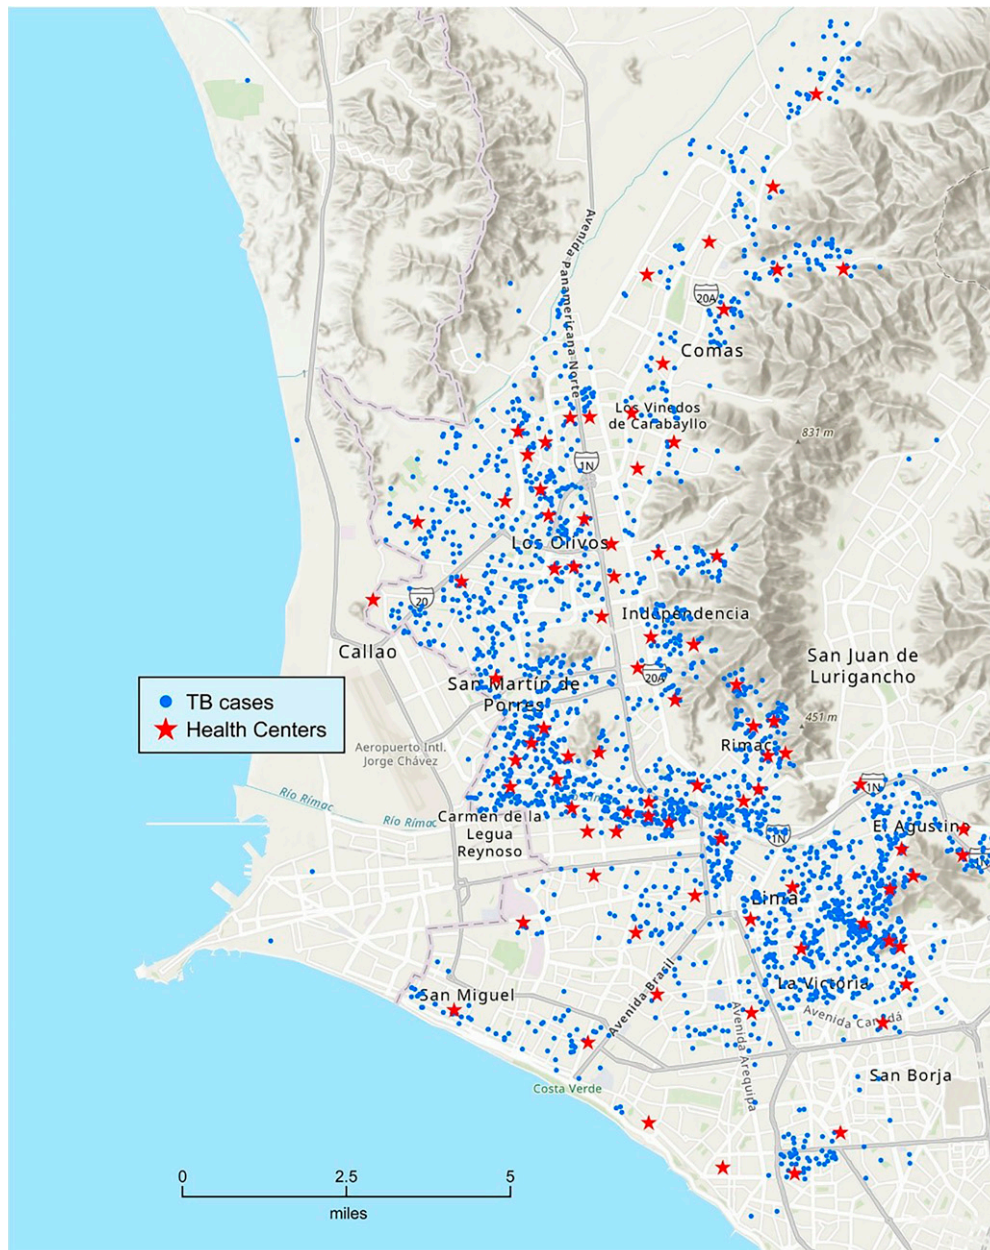 Avenida Panamericana Norte
20A
Comas
Los Vinedos
de Carabayllo
831 m
1N
Los Olivos
20
Independencia
Callao
San Juan de
Lurigancho
20A
San Martín de
Porres
TB cases
Health Centers
451 m
Rimac
Aeropuerto Intl.
Jorge Chávez
1N
Río Rímac
Río Rímac
Carmen de la
Legua
Reynoso
El Agustino
1N
1N
Lima
La Victoria
San Miguel
Avenida Brasil
Avenida Canadá
Avenida Arequipa
San Borja
Costa Verde
0
2.5
5
miles